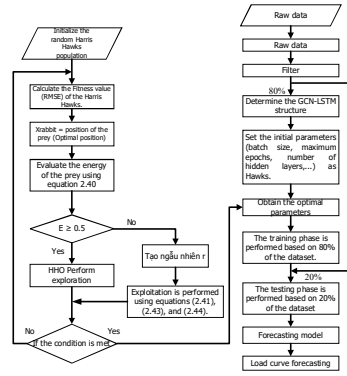 Initialize the
random Harris
Hawks
population
Calculate the Fitness value
(RMSE) of the Harris
Hawks.
Xrabbit = position of the
prey (Optimal position)
Evaluate the energy
of the prey using
equation 2.40
E ≥ 0.5
No
Yes
Tạo ngẫu nhiên r
HHO Perform
exploration
Exploitation is performed
using equations (2.41),
(2.43), and (2.44).
No
Yes
If the condition is met
Raw data
Raw data
Filter
80%
Determine the GCN-LSTM
structure
Set the initial parameters
(batch size, maximum
epochs, number of
hidden layers,...) as
Hawks.
Obtain the optimal
parameters
The training phase is
performed based on 80%
of the dataset.
20%
The testing phase is
performed based on 20%
of the dataset
Forecasting model
Load curve forecasting